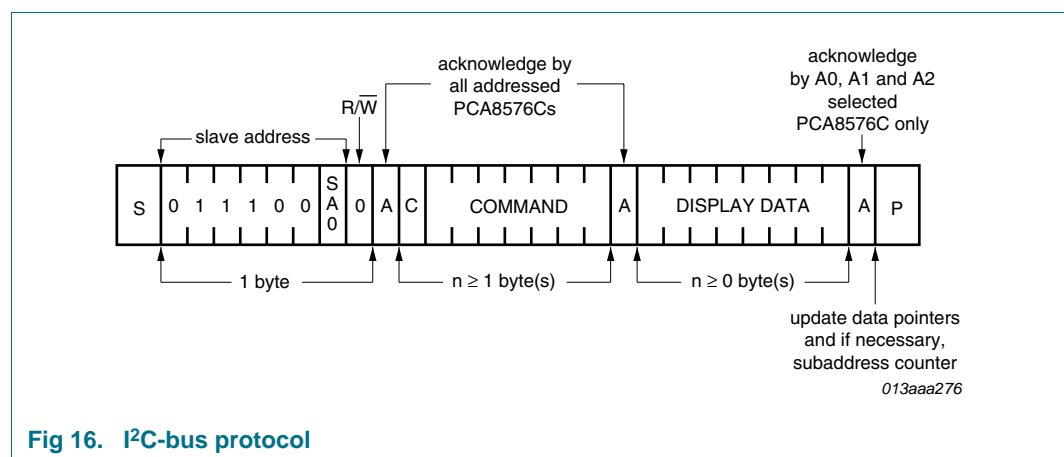 acknowledge by
all addressed
PCA8576Cs
acknowledge
by A0, A1 and A2
selected
PCA8576C only
R/W̅
slave address
S 0 1 1 1 0 0 SA0 0 A C COMMAND A DISPLAY DATA A P
1 byte
n ≥ 1 byte(s)
n ≥ 0 byte(s)
update data pointers
and if necessary,
subaddress counter
013aaa276
Fig 16. I²C-bus protocol